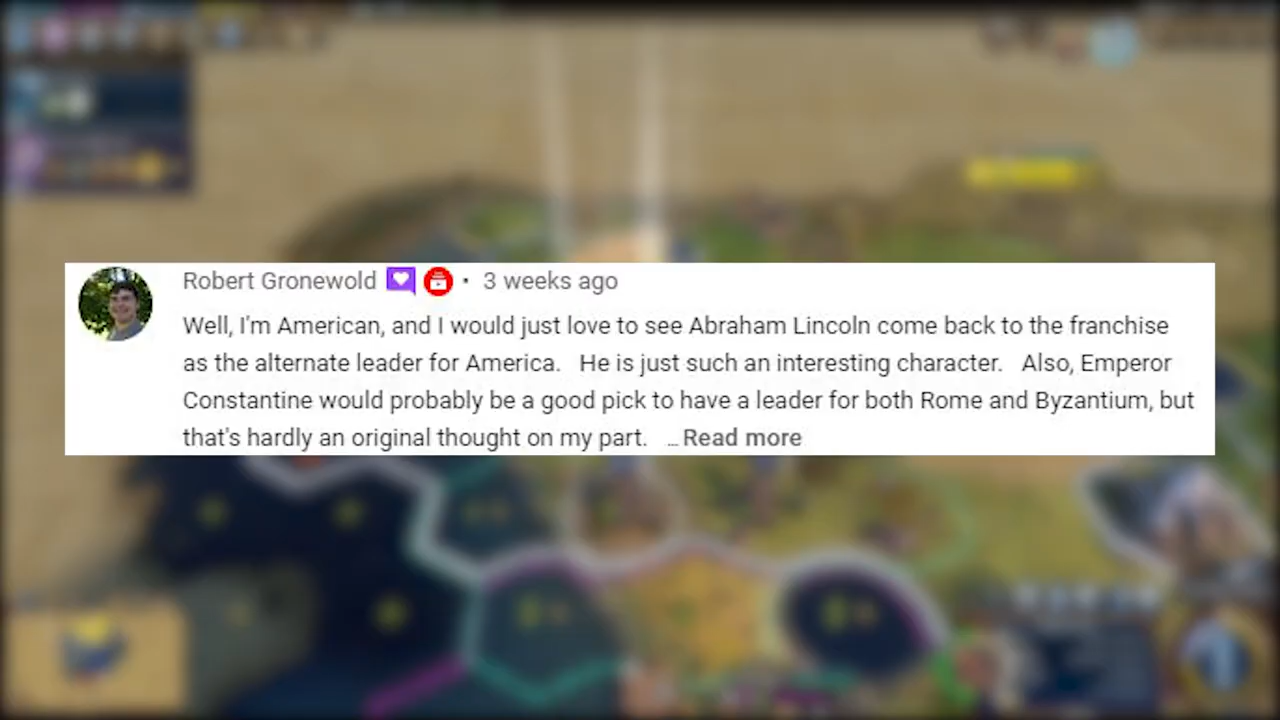 Robert Gronewold • 3 weeks ago
Well, I'm American, and I would just love to see Abraham Lincoln come back to the franchise
as the alternate leader for America. He is just such an interesting character. Also, Emperor
Constantine would probably be a good pick to have a leader for both Rome and Byzantium, but
that's hardly an original thought on my part. ...Read more